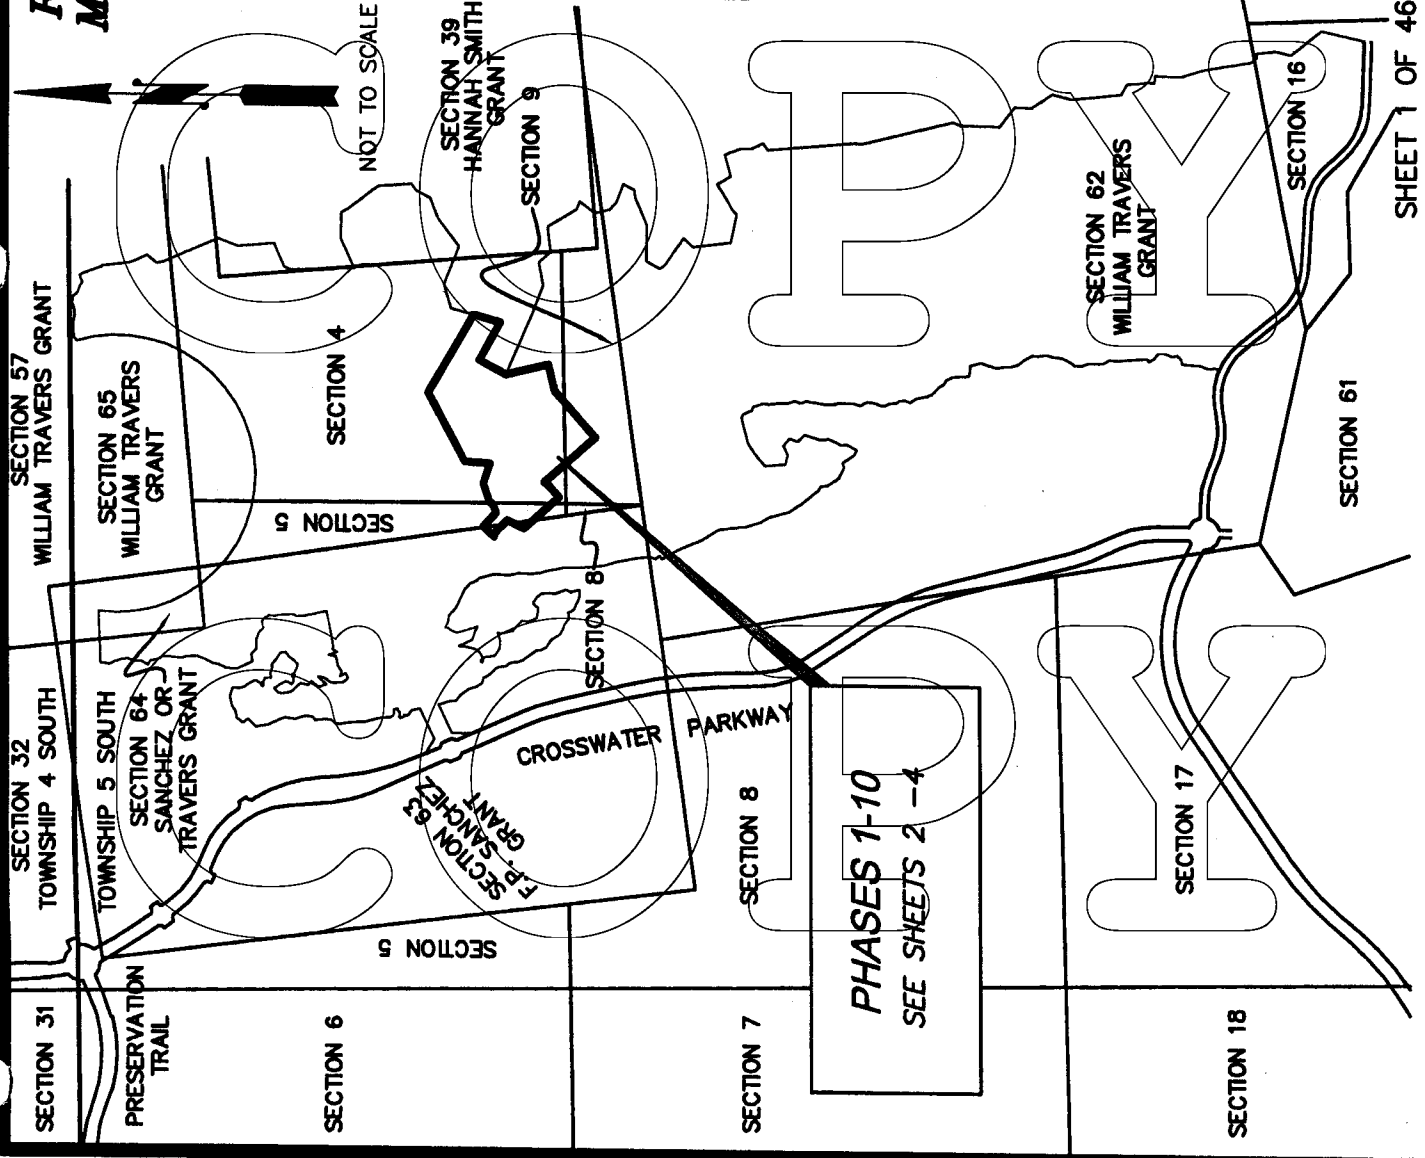 F
M
NOT TO SCALE
SECTION 39
HANNAH SMITH
GRANT
SECTION 9
SECTION 57
WILLIAM TRAVERS GRANT
SECTION 65
WILLIAM TRAVERS
GRANT
SECTION 4
SECTION 5
SECTION 62
WILLIAM TRAVERS
GRANT
SECTION 16
SHEET 1 OF 46
SECTION 61
SECTION 32
TOWNSHIP 4 SOUTH
TOWNSHIP 5 SOUTH
SECTION 64
SANCHEZ OR
TRAVERS GRANT
SECTION 8
CROSSWATER PARKWAY
SECTION 63
F.P. SANCHEZ
GRANT
SECTION 8
SECTION 17
SECTION 5
PHASES 1-10
SEE SHEETS 2-4
SECTION 31
PRESERVATION
TRAIL
SECTION 6
SECTION 7
SECTION 18
COPY
COPY